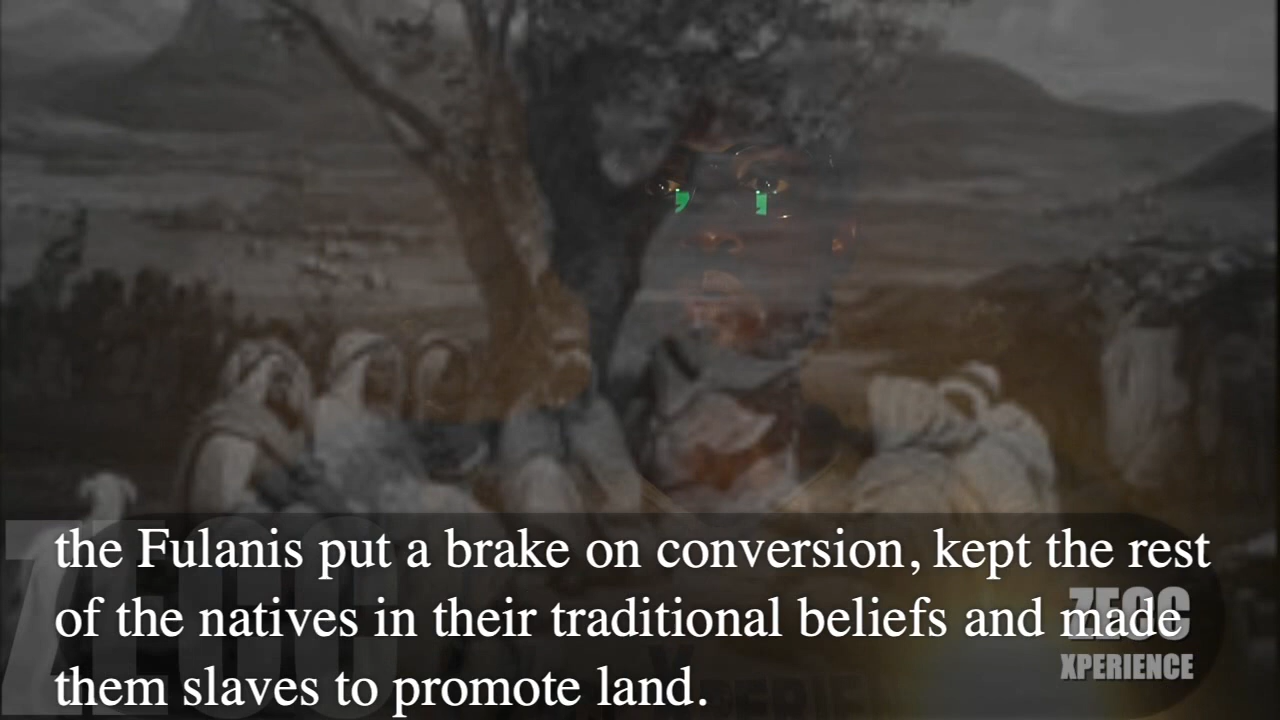 the Fulanis put a brake on conversion, kept the rest
of the natives in their traditional beliefs and made
them slaves to promote land.
ZEOC
XPERIENCE